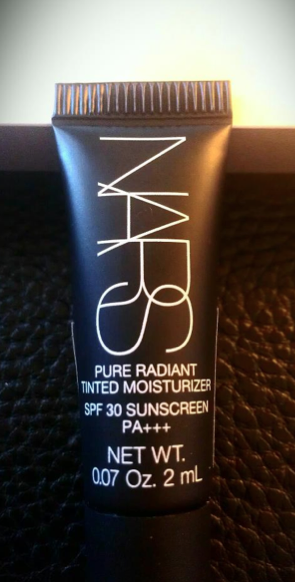 NARS
PURE RADIANT
TINTED MOISTURIZER
SPF 30 SUNSCREEN
PA+++
NET WT.
0.07 Oz. 2 mL